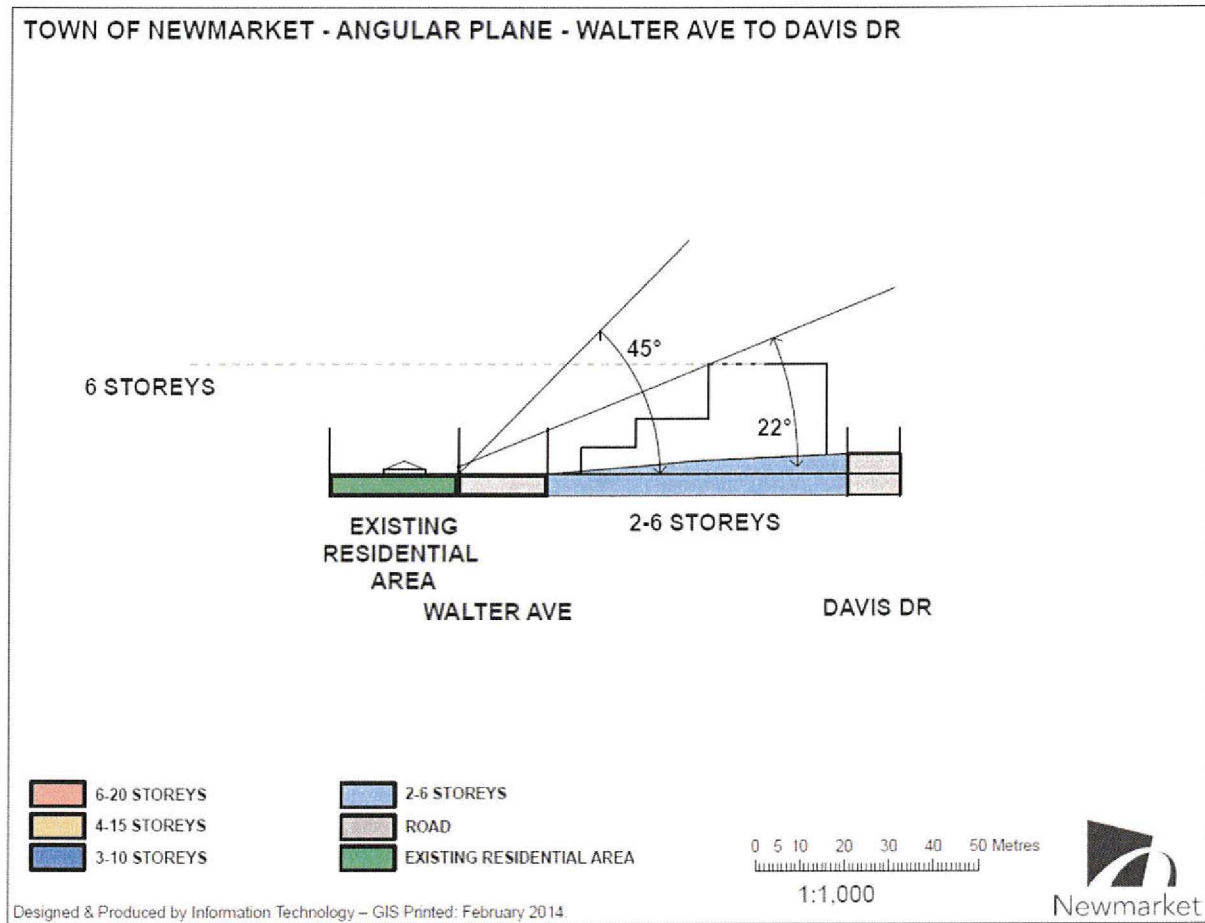 TOWN OF NEWMARKET - ANGULAR PLANE - WALTER AVE TO DAVIS DR
45°
6 STOREYS
22°
2-6 STOREYS
EXISTING
RESIDENTIAL
AREA
WALTER AVE
DAVIS DR
6-20 STOREYS
4-15 STOREYS
3-10 STOREYS
2-6 STOREYS
ROAD
EXISTING RESIDENTIAL AREA
0 5 10 20 30 40 50 Metres
1:1,000
Newmarket
Designed & Produced by Information Technology – GIS Printed: February 2014.